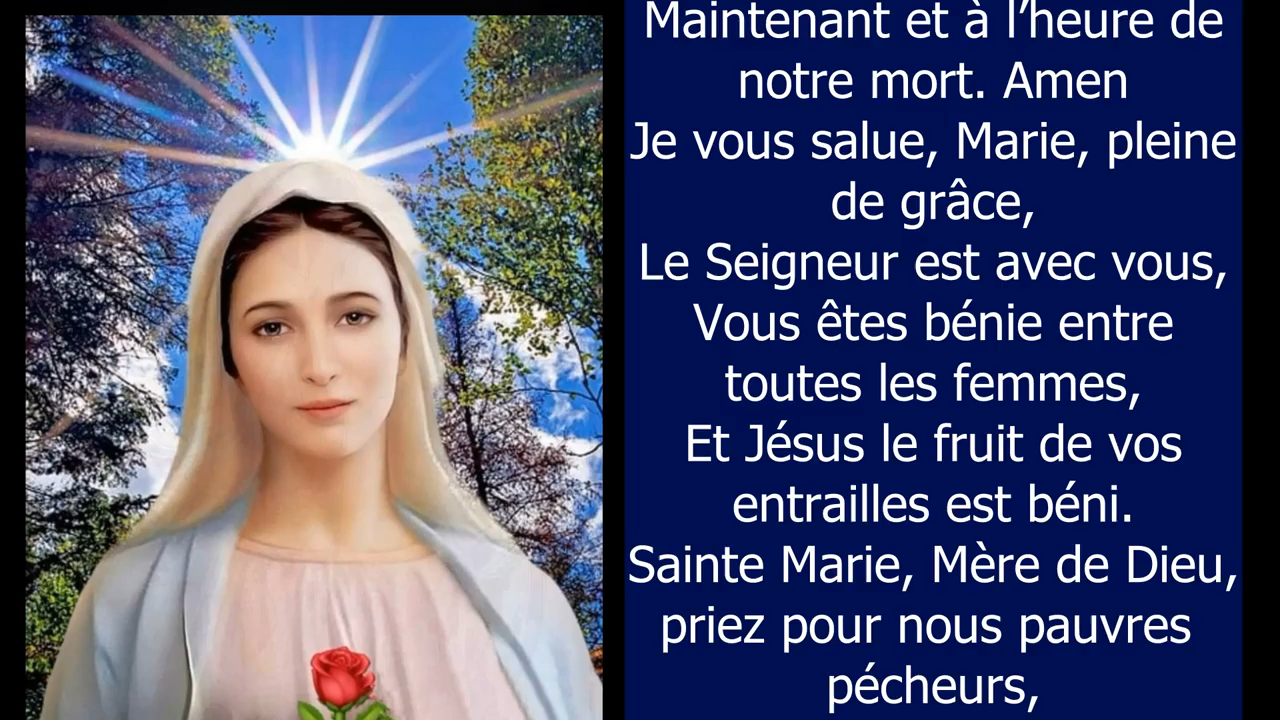 Maintenant et à l’heure de
notre mort. Amen
Je vous salue, Marie, pleine
de grâce,
Le Seigneur est avec vous,
Vous êtes bénie entre
toutes les femmes,
Et Jésus le fruit de vos
entrailles est béni.
Sainte Marie, Mère de Dieu,
priez pour nous pauvres
pécheurs,